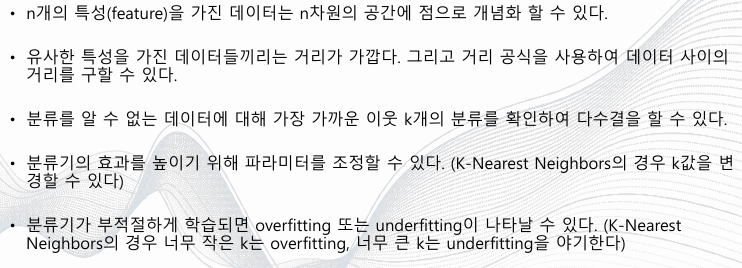 • n개의 특성(feature)을 가진 데이터는 n차원의 공간에 점으로 개념화 할 수 있다.
• 유사한 특성을 가진 데이터들끼리는 거리가 가깝다. 그리고 거리 공식을 사용하여 데이터 사이의
거리를 구할 수 있다.
• 분류를 알 수 없는 데이터에 대해 가장 가까운 이웃 k개의 분류를 확인하여 다수결을 할 수 있다.
• 분류기의 효과를 높이기 위해 파라미터를 조정할 수 있다. (K-Nearest Neighbors의 경우 k값을 변
경할 수 있다)
• 분류기가 부적절하게 학습되면 overfitting 또는 underfitting이 나타날 수 있다. (K-Nearest
Neighbors의 경우 너무 작은 k는 overfitting, 너무 큰 k는 underfitting을 야기한다)